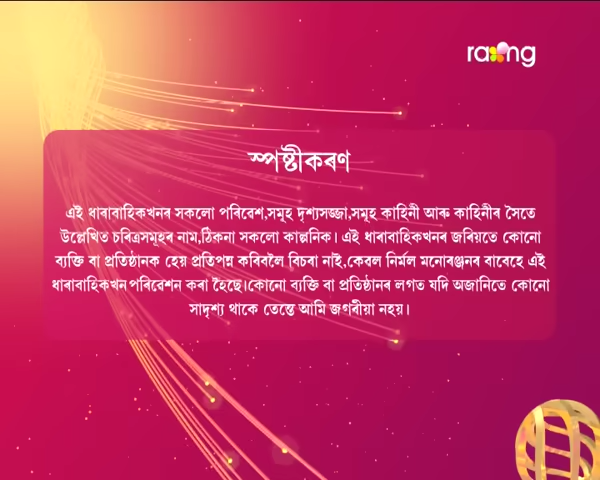 rang
স্পষ্টীকৰণ
এই ধাৰাবাহিকখনৰ সকলো পৰিৱেশ,সমূহ দৃশ্যসজ্জা,সমূহ কাহিনী আৰু কাহিনীৰ সৈতে
উল্লেখিত চৰিত্ৰসমূহৰ নাম,ঠিকনা সকলো কাল্পনিক। এই ধাৰাবাহিকখনৰ জৰিয়তে কোনো
ব্যক্তি বা প্ৰতিষ্ঠানক হেয় প্ৰতিপন্ন কৰিবলৈ বিচৰা নাই,কেৱল নিৰ্মল মনোৰঞ্জনৰ বাবেহে এই
ধাৰাবাহিকখন পৰিৱেশন কৰা হৈছে।কোনো ব্যক্তি বা প্ৰতিষ্ঠানৰ লগত যদি অজানিতে কোনো
সাদৃশ্য থাকে তেন্তে আমি জগৰীয়া নহয়।